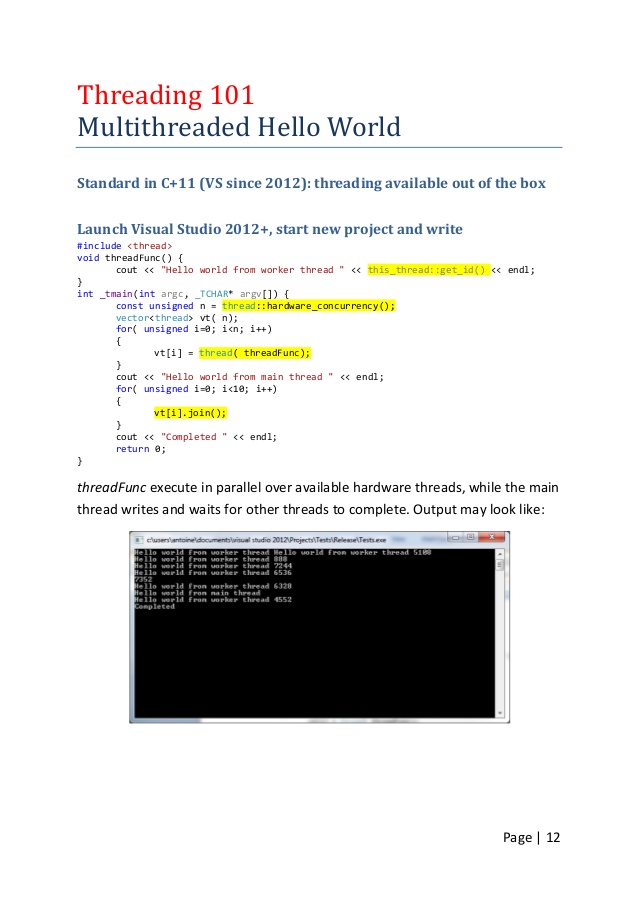 Threading 101
Multithreaded Hello World
Standard in C+11 (VS since 2012): threading available out of the box
Launch Visual Studio 2012+, start new project and write
#include <thread>
void threadFunc() {
cout << "Hello world from worker thread " << this_thread::get_id() << endl;
}
int _tmain(int argc, _TCHAR* argv[]) {
const unsigned n = thread::hardware_concurrency();
vector<thread> vt( n);
for( unsigned i=0; i<n; i++)
{
vt[i] = thread( threadFunc);
}
cout << "Hello world from main thread " << endl;
for( unsigned i=0; i<10; i++)
{
vt[i].join();
}
cout << "Completed " << endl;
return 0;
}
threadFunc execute in parallel over available hardware threads, while the main
thread writes and waits for other threads to complete. Output may look like:
c:\users\antoine\documents\visual studio 2012\Projects\Tests\Release\Tests.exe
Hello world from worker thread Hello world from worker thread 5108
Hello world from worker thread 888
Hello world from worker thread 7244
Hello world from worker thread 6536
7352
Hello world from worker thread 6328
Hello world from main thread
Hello world from worker thread 4552
Completed
Page | 12